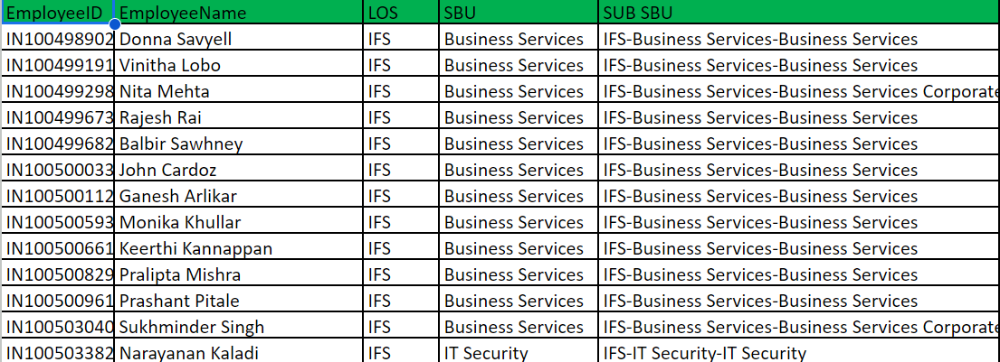 EmployeeID EmployeeName LOS SBU SUB SBU
IN100498902 Donna Savyell IFS Business Services IFS-Business Services-Business Services
IN100499191 Vinitha Lobo IFS Business Services IFS-Business Services-Business Services
IN100499298 Nita Mehta IFS Business Services IFS-Business Services-Business Services Corporate
IN100499673 Rajesh Rai IFS Business Services IFS-Business Services-Business Services
IN100499682 Balbir Sawhney IFS Business Services IFS-Business Services-Business Services
IN100500033 John Cardoz IFS Business Services IFS-Business Services-Business Services
IN100500112 Ganesh Arlikar IFS Business Services IFS-Business Services-Business Services
IN100500593 Monika Khullar IFS Business Services IFS-Business Services-Business Services
IN100500661 Keerthi Kannappan IFS Business Services IFS-Business Services-Business Services
IN100500829 Pralipta Mishra IFS Business Services IFS-Business Services-Business Services
IN100500961 Prashant Pitale IFS Business Services IFS-Business Services-Business Services
IN100503040 Sukhminder Singh IFS Business Services IFS-Business Services-Business Services Corporate
IN100503382 Narayanan Kaladi IFS IT Security IFS-IT Security-IT Security